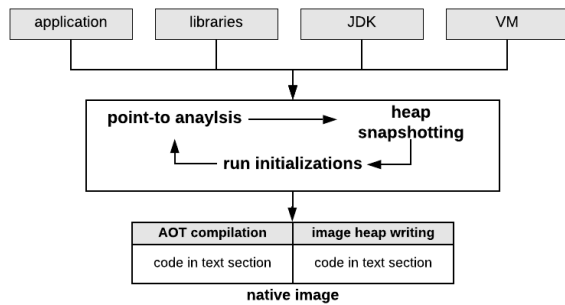 application libraries JDK VM
point-to anaylsis
heap
snapshotting
run initializations
AOT compilation image heap writing
code in text section code in text section
native image